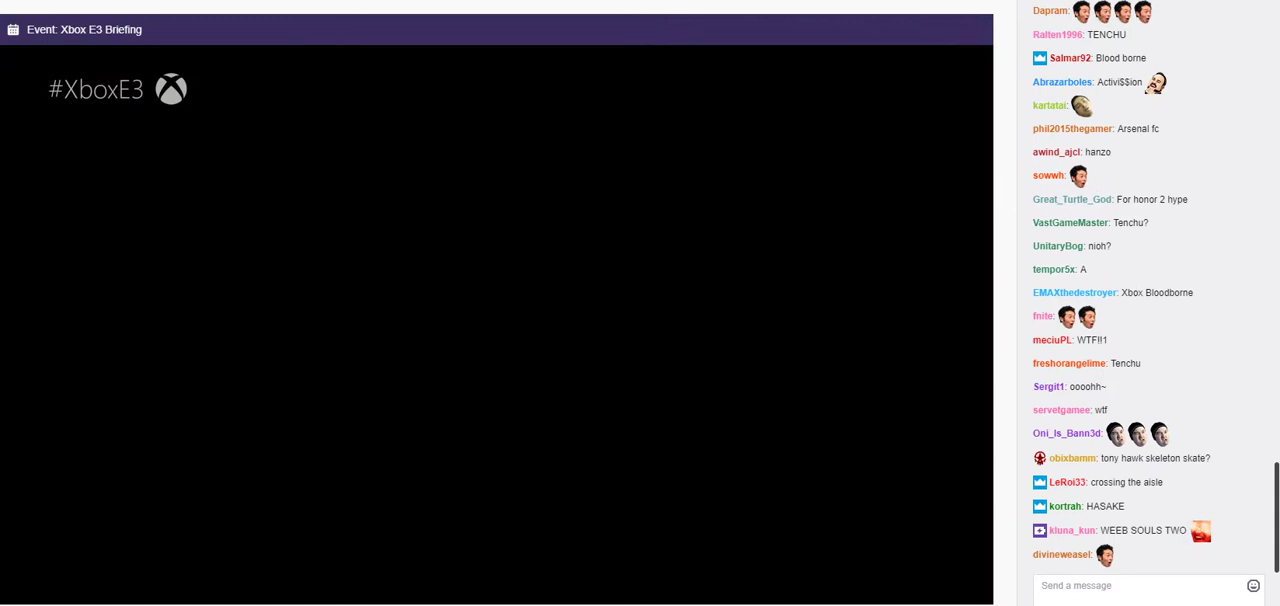 Event: Xbox E3 Briefing
#XboxE3
Dapram:
Ralten1996: TENCHU
Salmar92: Blood borne
Abrazarboles: Activi$$ion
kartatai:
phil2015thegamer: Arsenal fc
awind_ajcl: hanzo
sowwh:
Great_Turtle_God: For honor 2 hype
VastGameMaster: Tenchu?
UnitaryBog: nioh?
tempor5x: A
EMAXthedestroyer: Xbox Bloodborne
fnite:
meciuPL: WTF!!1
freshorangelime: Tenchu
Sergit1: oooohh~
servetgamee: wtf
Oni_Is_Bann3d:
obixbamm: tony hawk skeleton skate?
LeRoi33: crossing the aisle
kortrah: HASAKE
kluna_kun: WEEB SOULS TWO
divineweasel:
Send a message